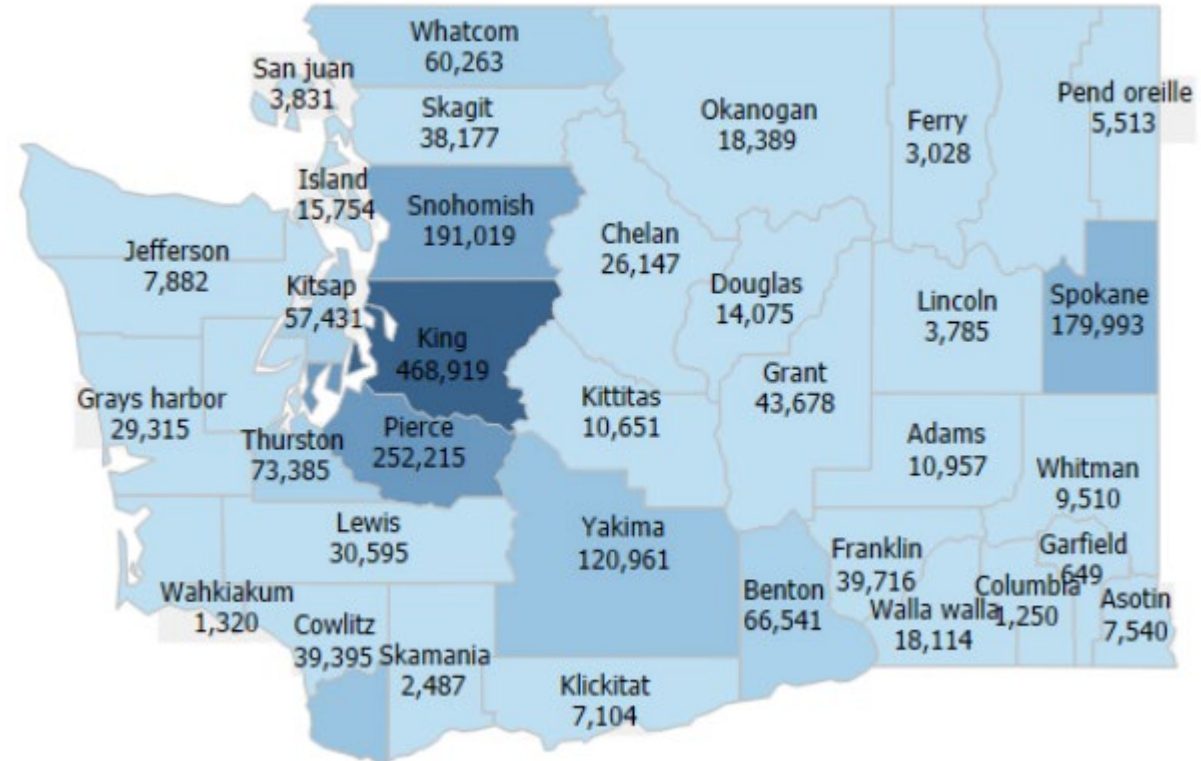 Whatcom
60,263
San juan
3,831
Skagit
38,177
Okanogan
18,389
Ferry
3,028
Pend oreille
5,513
Island
15,754
Snohomish
191,019
Jefferson
7,882
Kitsap
57,431
Chelan
26,147
Douglas
14,075
Lincoln
3,785
Spokane
179,993
King
468,919
Grays harbor
29,315
Thurston
73,385
Pierce
252,215
Kittitas
10,651
Grant
43,678
Adams
10,957
Whitman
9,510
Lewis
30,595
Yakima
120,961
Benton
66,541
Franklin
39,716
Garfield
649
Columbia
1,250
Asotin
7,540
Walla walla
18,114
Wahkiakum
1,320
Cowlitz
39,395
Skamania
2,487
Klickitat
7,104